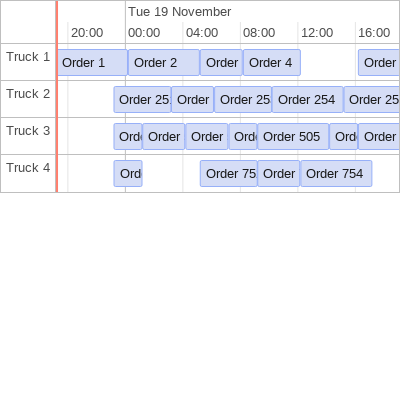 Tue 19 November
20:00 00:00 04:00 08:00 12:00 16:00
Truck 1 Order 1 Order 2 Order Order 4 Order
Truck 2 Order 25 Order Order 25 Order 254 Order 25
Truck 3 Orde Order Order Orde Order 505 Orde Order
Truck 4 Orde Order 75 Order Order 754